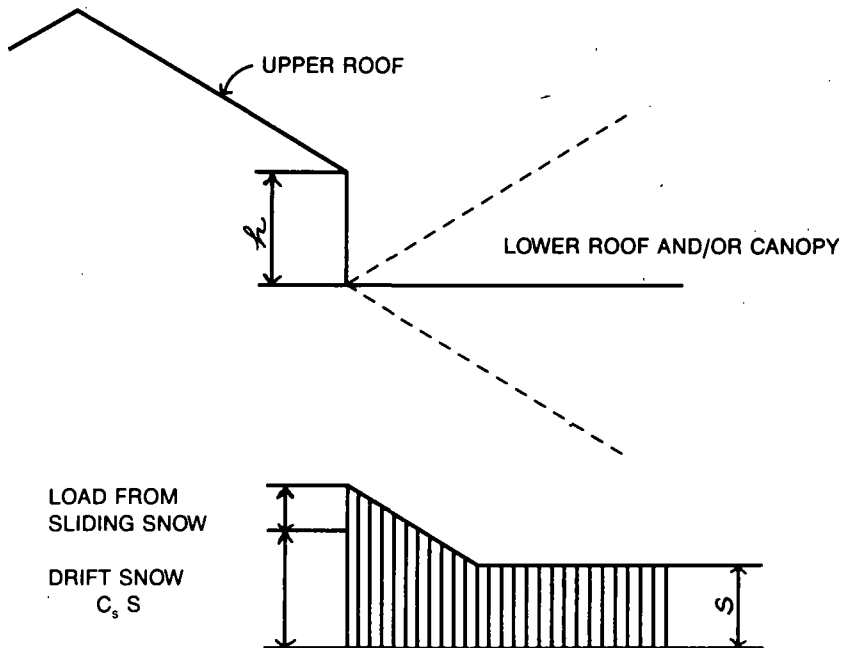 UPPER ROOF
h
LOWER ROOF AND/OR CANOPY
LOAD FROM
SLIDING SNOW
DRIFT SNOW
Cₛ S
S